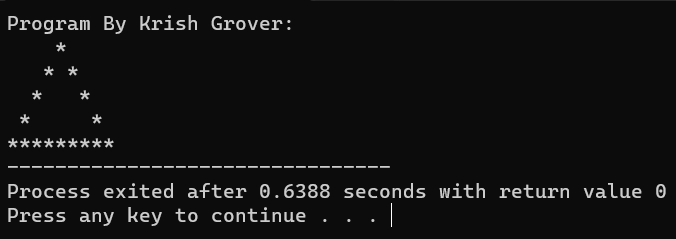 Program By Krish Grover:
    *
   * *
  *   *
 *     *
*********
--------------------------------
Process exited after 0.6388 seconds with return value 0
Press any key to continue . . .